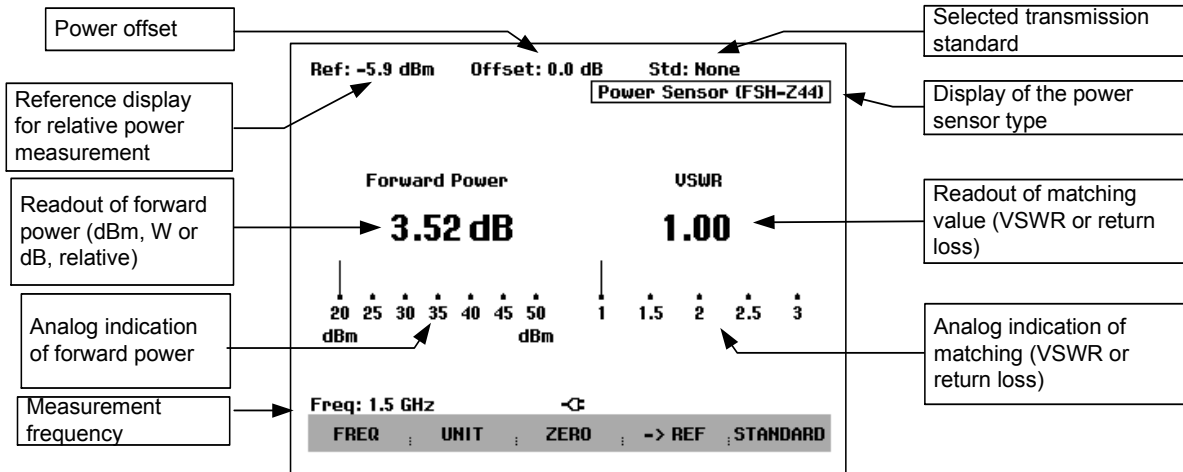 Power offset
Selected transmission
standard
Ref: -5.9 dBm Offset: 0.0 dB Std: None
Power Sensor (FSH-Z44)
Reference display
for relative power
measurement
Display of the power
sensor type
Forward Power VSWR
Readout of forward
power (dBm, W or
dB, relative)
3.52 dB 1.00
Readout of matching
value (VSWR or return
loss)
20 25 30 35 40 45 50 1 1.5 2 2.5 3
dBm dBm
Analog indication
of forward power
Analog indication of
matching (VSWR or
return loss)
Measurement
frequency
Freq: 1.5 GHz
FREQ UNIT ZERO -> REF STANDARD